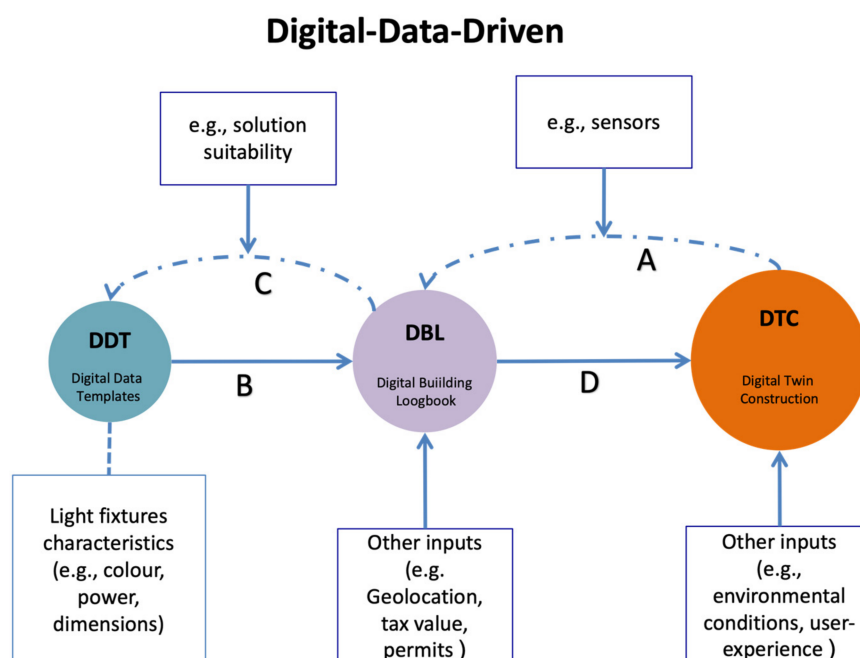 Digital-Data-Driven
e.g., solution
suitability
e.g., sensors
C
A
DDT
Digital Data
Templates
B
DBL
Digital Buiilding
Loogbook
D
DTC
Digital Twin
Construction
Light fixtures
characteristics
(e.g., colour,
power,
dimensions)
Other inputs
(e.g.
Geolocation,
tax value,
permits )
Other inputs
(e.g.,
environmental
conditions, user-
experience )